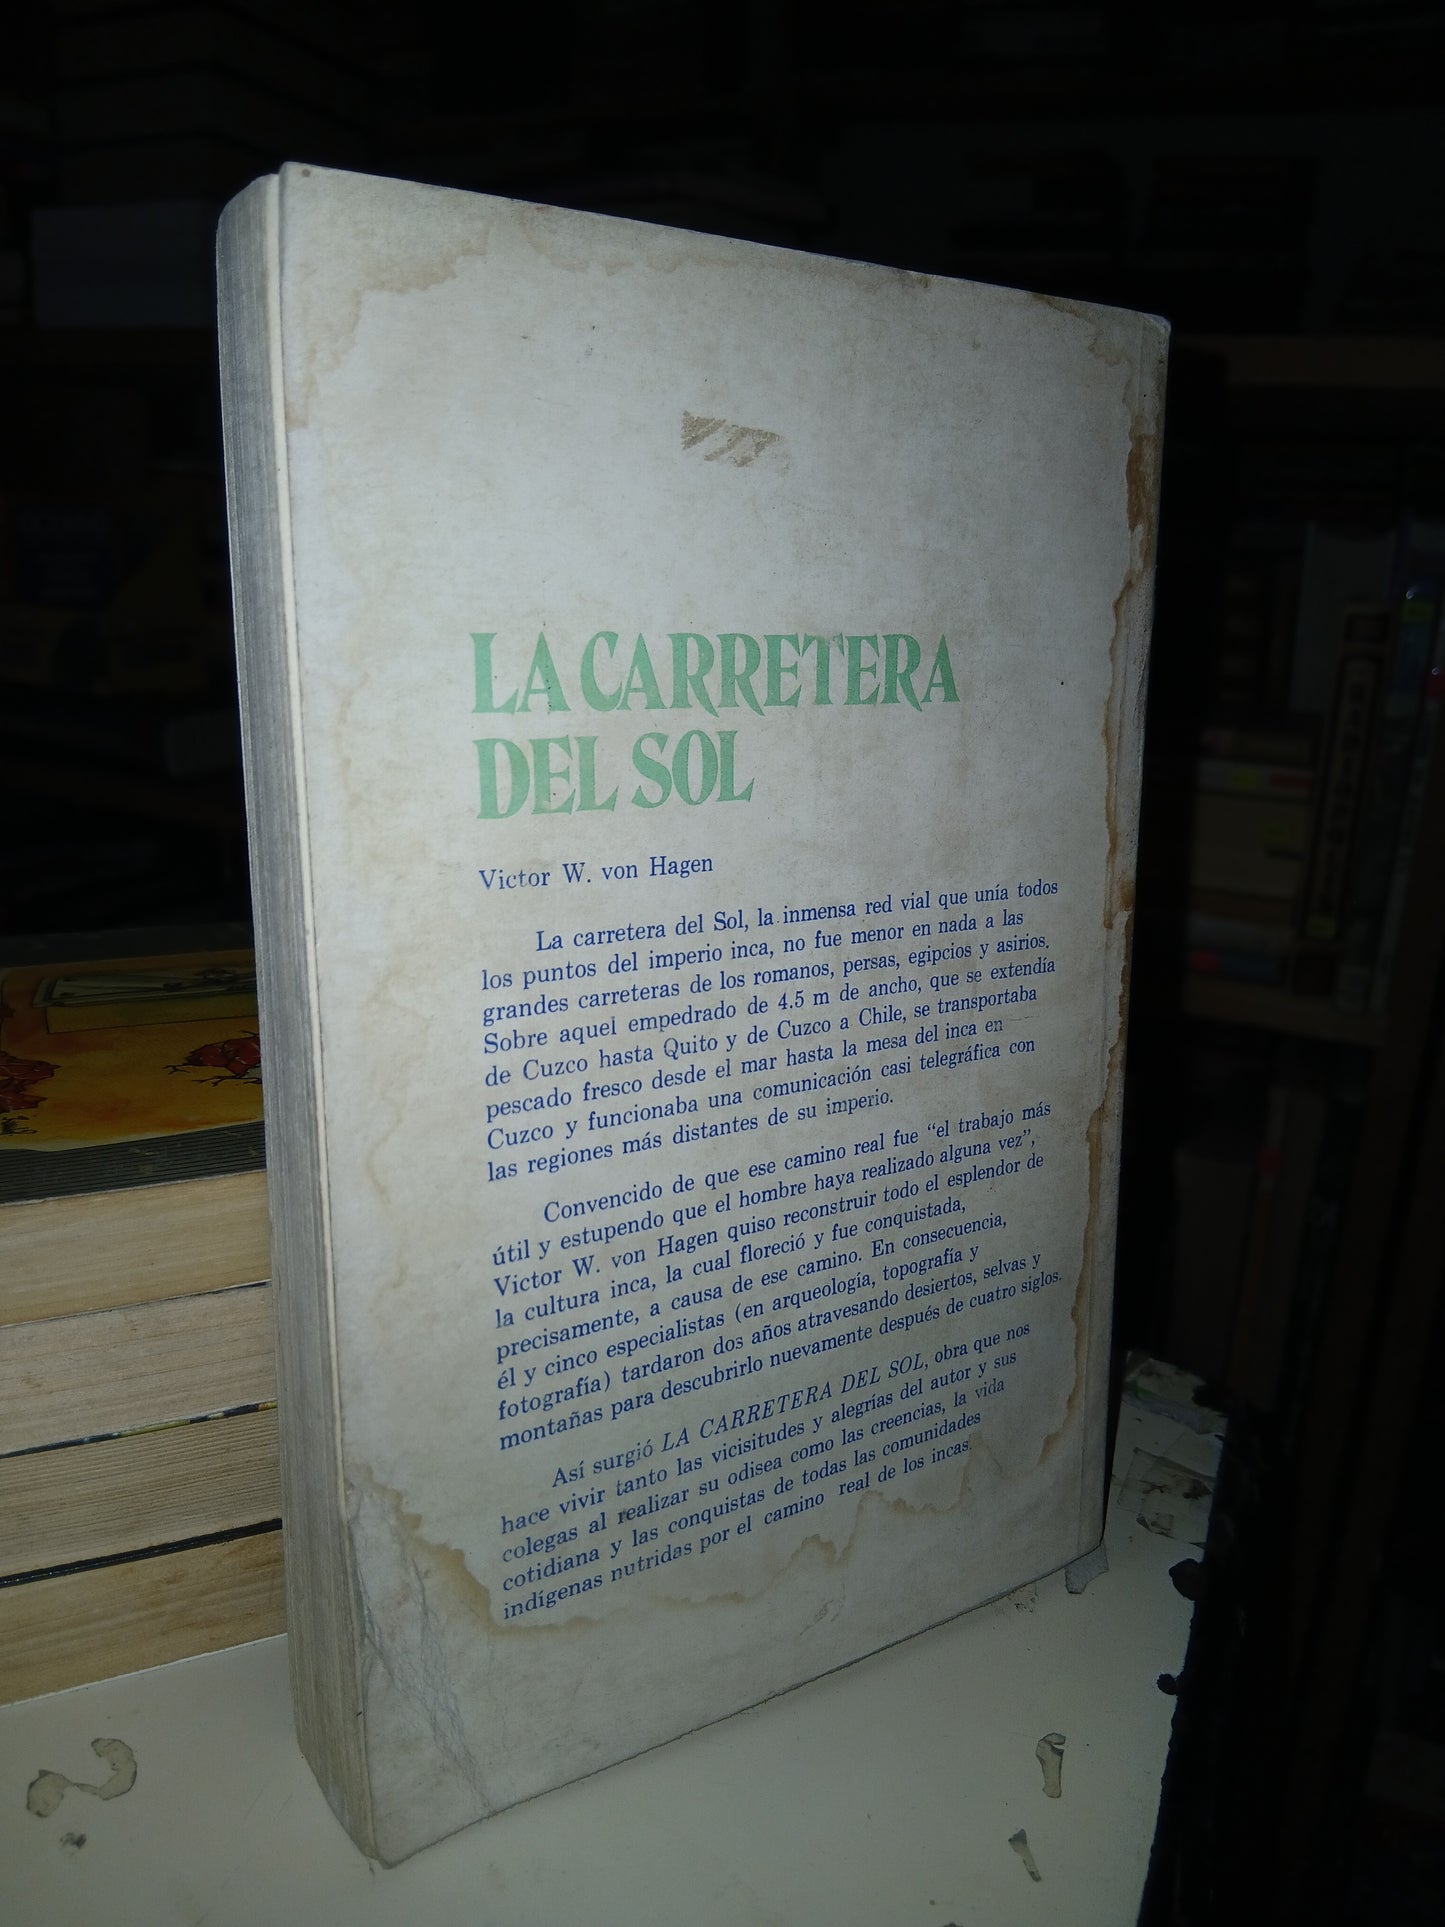 LA CARRETERA
DEL SOL
Victor W. von Hagen
La carretera del Sol, la inmensa red vial que unía todos
los puntos del imperio inca, no fue menor en nada a las
grandes carreteras de los romanos, persas, egipcios y asirios.
Sobre aquel empedrado de 4.5 m de ancho, que se extendía
de Cuzco hasta Quito y de Cuzco a Chile, se transportaba
pescado fresco desde el mar hasta la mesa del inca en
Cuzco y funcionaba una comunicación casi telegráfica con
las regiones más distantes de su imperio.
Convencido de que ese camino real fue “el trabajo más
útil y estupendo que el hombre haya realizado alguna vez”,
Victor W. von Hagen quiso reconstruir todo el esplendor de
la cultura inca, la cual floreció y fue conquistada,
precisamente, a causa de ese camino. En consecuencia,
él y cinco especialistas (en arqueología, topografía y
fotografía) tardaron dos años atravesando desiertos, selvas y
montañas para descubrirlo nuevamente después de cuatro siglos.
Así surgió LA CARRETERA DEL SOL, obra que nos
hace vivir tanto las vicisitudes y alegrías del autor y sus
colegas al realizar su odisea como las creencias, la vida
cotidiana y las conquistas de todas las comunidades
indígenas nutridas por el camino real de los incas.